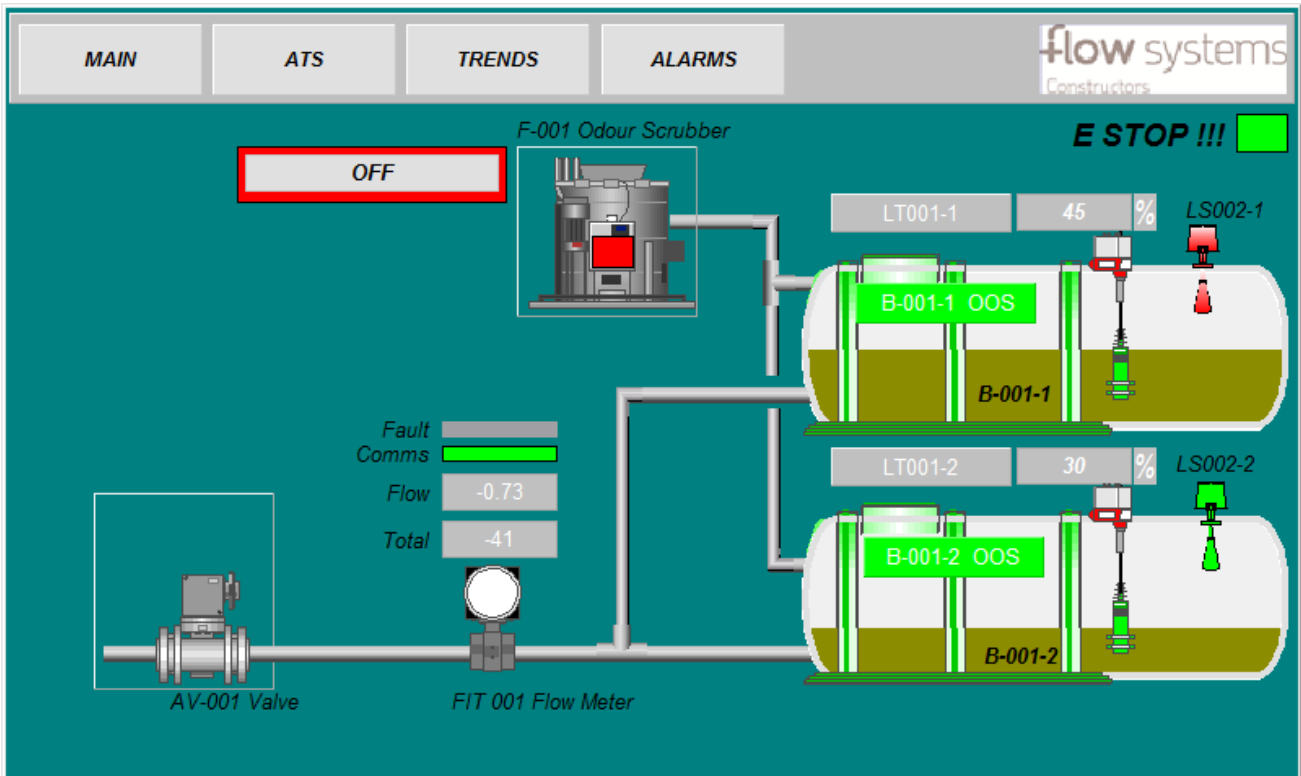 MAIN
ATS
TRENDS
ALARMS
flow systems
Constructors
F-001 Odour Scrubber
E STOP !!!
OFF
LT001-1
45
%
LS002-1
B-001-1 OOS
B-001-1
Fault
Comms
LT001-2
30
%
LS002-2
Flow
-0.73
Total
-41
B-001-2 OOS
B-001-2
AV-001 Valve
FIT 001 Flow Meter